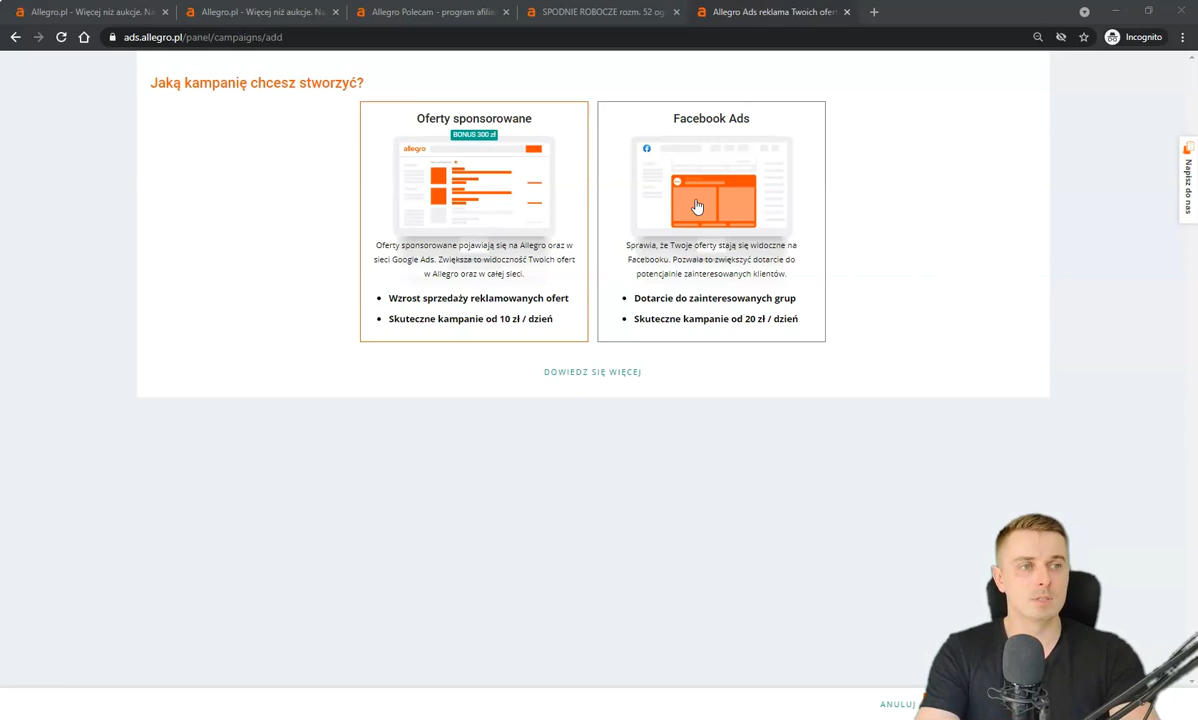 Allegro.pl - Więcej niż aukcje. Na
Allegro.pl - Więcej niż aukcje. Na
Allegro Polecam - program afilia
SPODNIE ROBOCZE rozm. 52 og
Allegro Ads reklama Twoich ofert
ads.allegro.pl/panel/campaigns/add
Incognito
Jaką kampanię chcesz stworzyć?
Oferty sponsorowane
BONUS 300 zł
allegro
Oferty sponsorowane pojawiają się na Allegro oraz w
sieci Google Ads. Zwiększa to widoczność Twoich ofert
w Allegro oraz w całej sieci.
• Wzrost sprzedaży reklamowanych ofert
• Skuteczne kampanie od 10 zł / dzień
Facebook Ads
Sprawia, że Twoje oferty stają się widoczne na
Facebooku. Pozwala to zwiększyć dotarcie do
potencjalnie zainteresowanych klientów.
• Dotarcie do zainteresowanych grup
• Skuteczne kampanie od 20 zł / dzień
DOWIEDZ SIĘ WIĘCEJ
Napisz do nas
ANULUJ